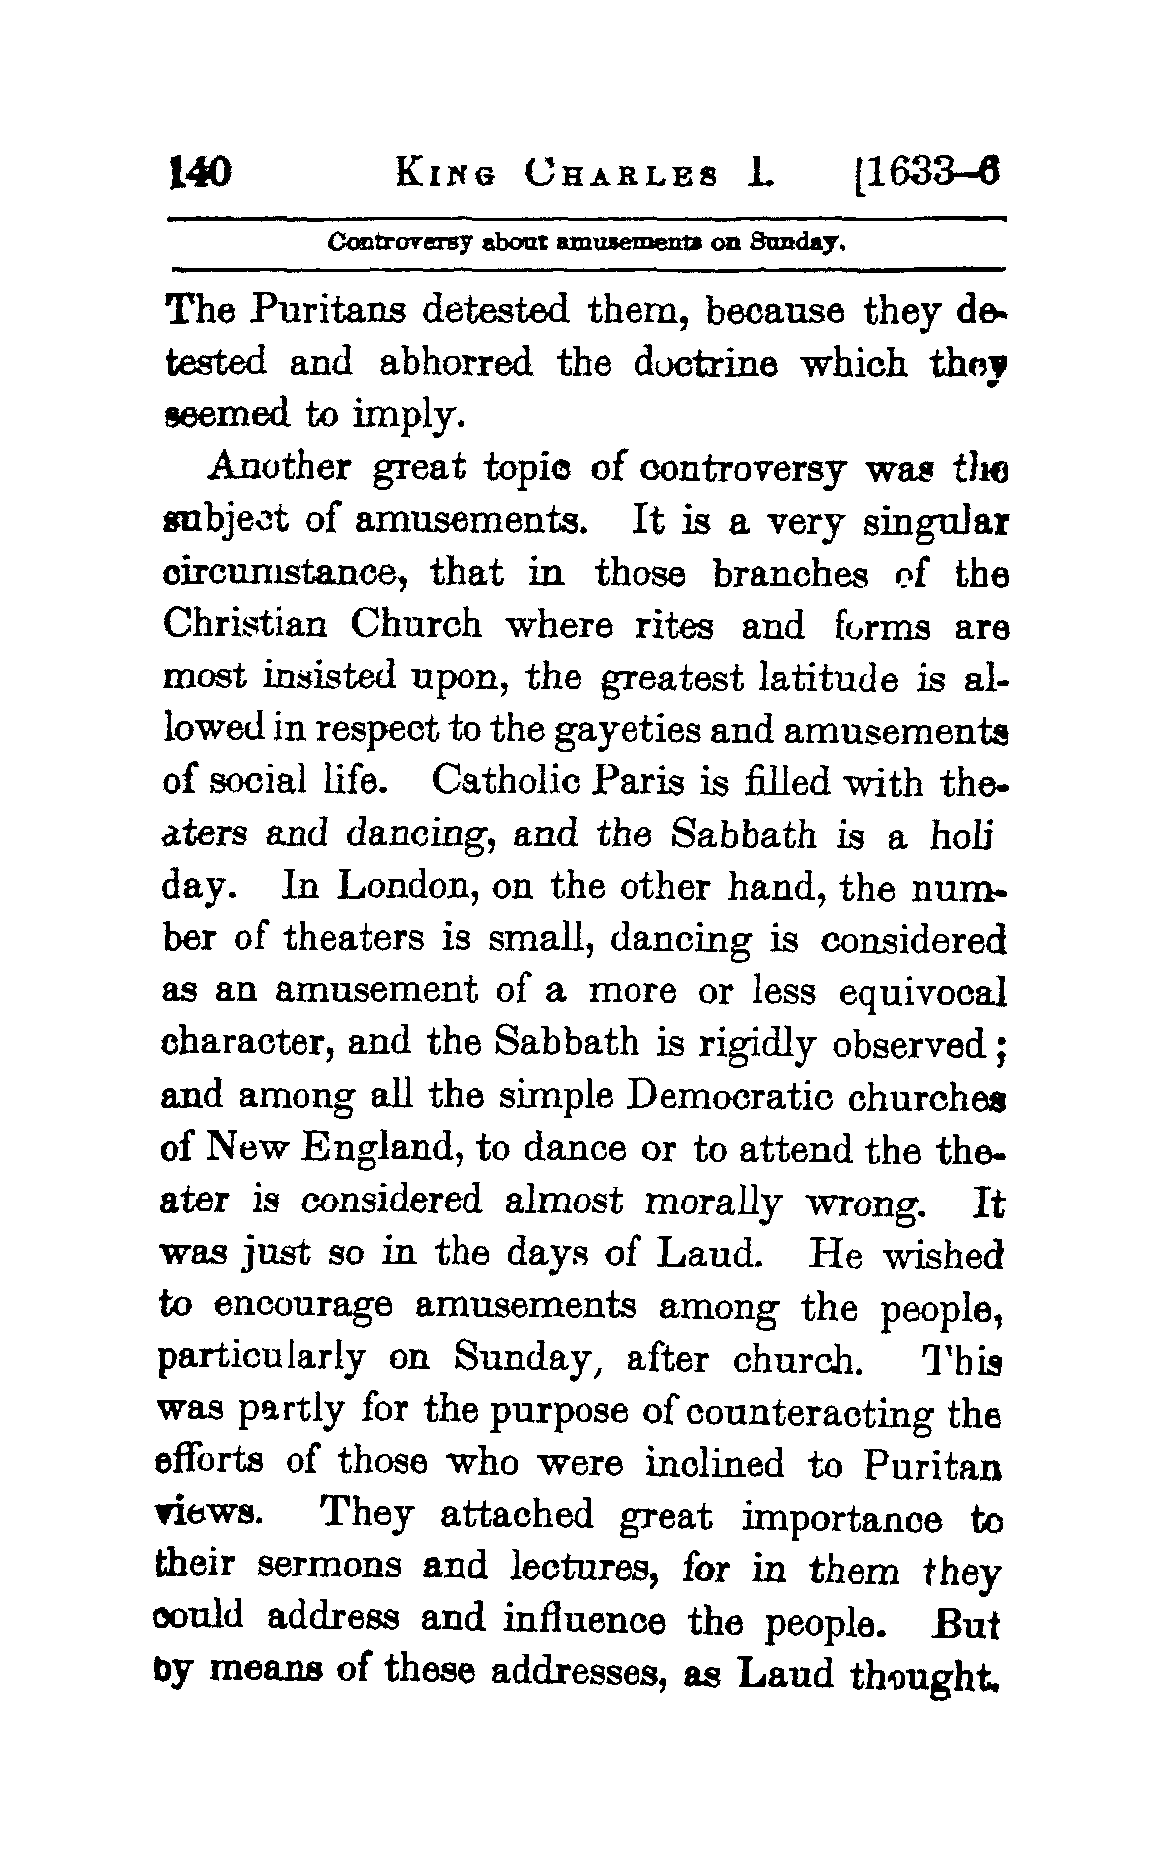 140 King Charles I. [1633–6
Controversy about amusements on Sunday.
The Puritans detested them, because they de-
tested and abhorred the doctrine which they
seemed to imply.
Another great topic of controversy was the
subject of amusements. It is a very singular
circumstance, that in those branches of the
Christian Church where rites and forms are
most insisted upon, the greatest latitude is al-
lowed in respect to the gayeties and amusements
of social life. Catholic Paris is filled with the-
aters and dancing, and the Sabbath is a holi
day. In London, on the other hand, the num-
ber of theaters is small, dancing is considered
as an amusement of a more or less equivocal
character, and the Sabbath is rigidly observed;
and among all the simple Democratic churches
of New England, to dance or to attend the the-
ater is considered almost morally wrong. It
was just so in the days of Laud. He wished
to encourage amusements among the people,
particularly on Sunday, after church. This
was partly for the purpose of counteracting the
efforts of those who were inclined to Puritan
views. They attached great importance to
their sermons and lectures, for in them they
could address and influence the people. But
by means of these addresses, as Laud thought,